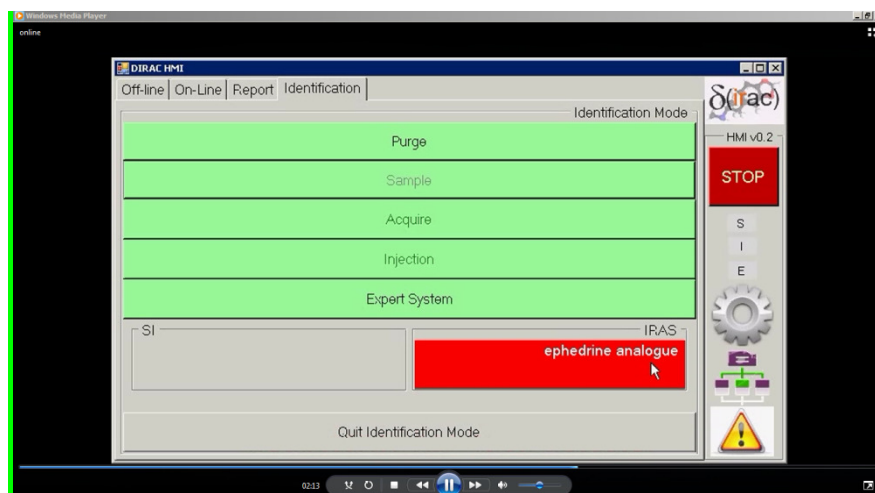 Windows Media Player
online
DIRAC HMI
Off-line On-Line Report Identification
δ(irac)
Identification Mode
HMI v0.2
Purge
STOP
Sample
Acquire
S
Injection
I
E
Expert System
SI
IRAS
ephedrine analogue
Quit Identification Mode
02:13